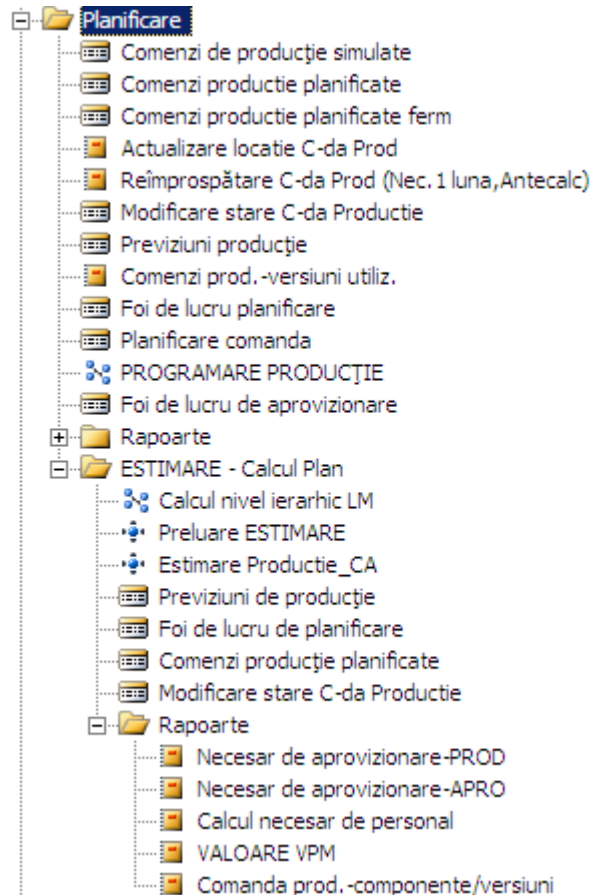 Planificare
Comenzi de producţie simulate
Comenzi productie planificate
Comenzi productie planificate ferm
Actualizare locatie C-da Prod
Reîmprospătare C-da Prod (Nec. 1 luna,Antecalc)
Modificare stare C-da Productie
Previziuni producţie
Comenzi prod.-versiuni utiliz.
Foi de lucru planificare
Planificare comanda
PROGRAMARE PRODUCŢIE
Foi de lucru de aprovizionare
Rapoarte
ESTIMARE - Calcul Plan
Calcul nivel ierarhic LM
Preluare ESTIMARE
Estimare Productie_CA
Previziuni de producţie
Foi de lucru de planificare
Comenzi producţie planificate
Modificare stare C-da Productie
Rapoarte
Necesar de aprovizionare-PROD
Necesar de aprovizionare-APRO
Calcul necesar de personal
VALOARE VPM
Comanda prod.-componente/versiuni